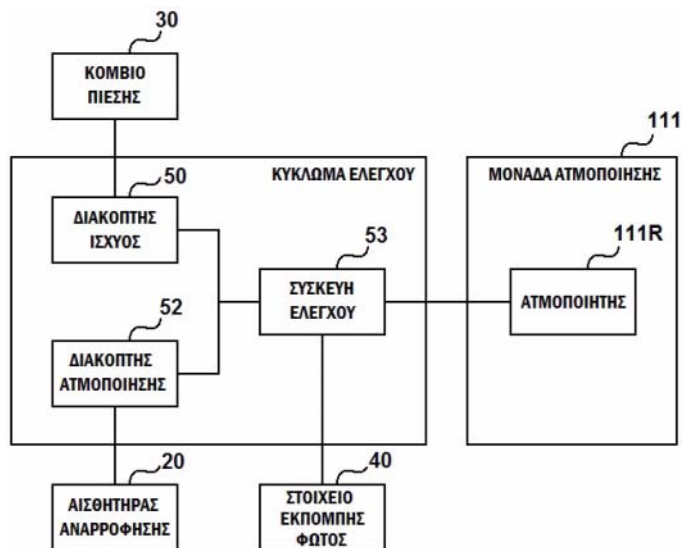 30
ΚΟΜΒΙΟ
ΠΙΕΣΗΣ
111
50
ΚΥΚΛΩΜΑ ΕΛΕΓΧΟΥ
ΜΟΝΑΔΑ ΑΤΜΟΠΟΙΗΣΗΣ
ΔΙΑΚΟΠΤΗΣ
ΙΣΧΥΟΣ
53
111R
ΣΥΣΚΕΥΗ
ΕΛΕΓΧΟΥ
ΑΤΜΟΠΟΙΗΤΗΣ
52
ΔΙΑΚΟΠΤΗΣ
ΑΤΜΟΠΟΙΗΣΗΣ
20
40
ΑΙΣΘΗΤΗΡΑΣ
ΑΝΑΡΡΟΦΗΣΗΣ
ΣΤΟΙΧΕΙΟ
ΕΚΠΟΜΠΗΣ
ΦΩΤΟΣ